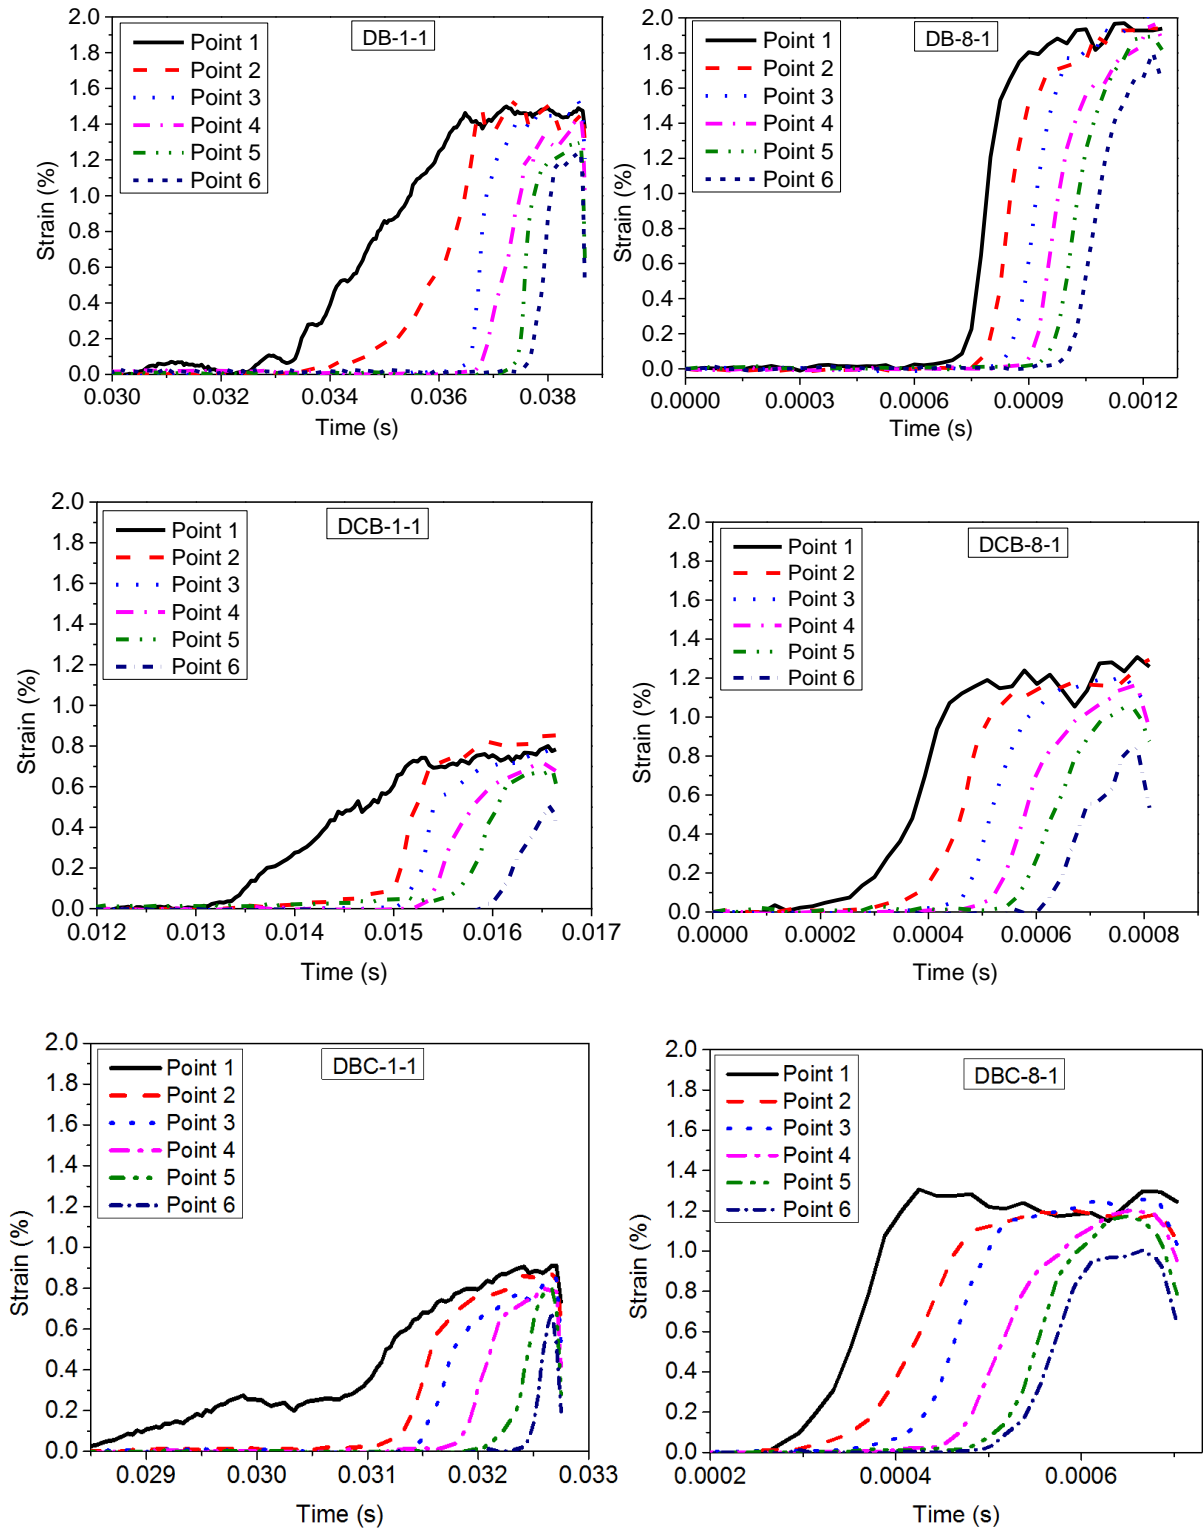 DB-1-1
Point 1
Point 2
Point 3
Point 4
Point 5
Point 6
2.0
1.8
1.6
1.4
1.2
1.0
0.8
0.6
0.4
0.2
0.0
Strain (%)
0.030 0.032 0.034 0.036 0.038
Time (s)
DB-8-1
Point 1
Point 2
Point 3
Point 4
Point 5
Point 6
2.0
1.8
1.6
1.4
1.2
1.0
0.8
0.6
0.4
0.2
0.0
Strain (%)
0.0000 0.0003 0.0006 0.0009 0.0012
Time (s)
DCB-1-1
Point 1
Point 2
Point 3
Point 4
Point 5
Point 6
2.0
1.8
1.6
1.4
1.2
1.0
0.8
0.6
0.4
0.2
0.0
Strain (%)
0.012 0.013 0.014 0.015 0.016 0.017
Time (s)
DCB-8-1
Point 1
Point 2
Point 3
Point 4
Point 5
Point 6
2.0
1.8
1.6
1.4
1.2
1.0
0.8
0.6
0.4
0.2
0.0
Strain (%)
0.0000 0.0002 0.0004 0.0006 0.0008
Time (s)
DBC-1-1
Point 1
Point 2
Point 3
Point 4
Point 5
Point 6
2.0
1.8
1.6
1.4
1.2
1.0
0.8
0.6
0.4
0.2
0.0
Strain (%)
0.029 0.030 0.031 0.032 0.033
Time (s)
DBC-8-1
Point 1
Point 2
Point 3
Point 4
Point 5
Point 6
2.0
1.8
1.6
1.4
1.2
1.0
0.8
0.6
0.4
0.2
0.0
Strain (%)
0.0002 0.0004 0.0006
Time (s)